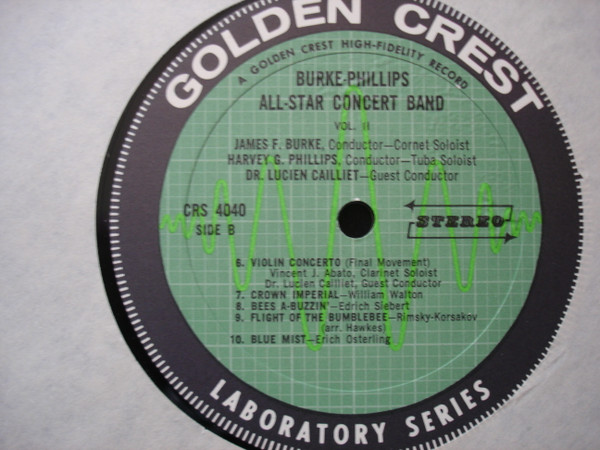 GOLDEN CREST
A GOLDEN CREST HIGH-FIDELITY RECORD
BURKE-PHILLIPS
ALL-STAR CONCERT BAND
VOL. II
JAMES F. BURKE, Conductor—Cornet Soloist
HARVEY G. PHILLIPS, Conductor—Tuba Soloist
DR. LUCIEN CAILLIET—Guest Conductor
CRS 4040
SIDE B
STEREO
6. VIOLIN CONCERTO (Final Movement)
Vincent J. Abato, Clarinet Soloist
Dr. Lucien Cailliet, Guest Conductor
7. CROWN IMPERIAL—William Walton
8. BEES A-BUZZIN'—Edrich Siebert
9. FLIGHT OF THE BUMBLEBEE—Rimsky-Korsakov
(arr. Hawkes)
10. BLUE MIST—Erich Osterling
LABORATORY SERIES